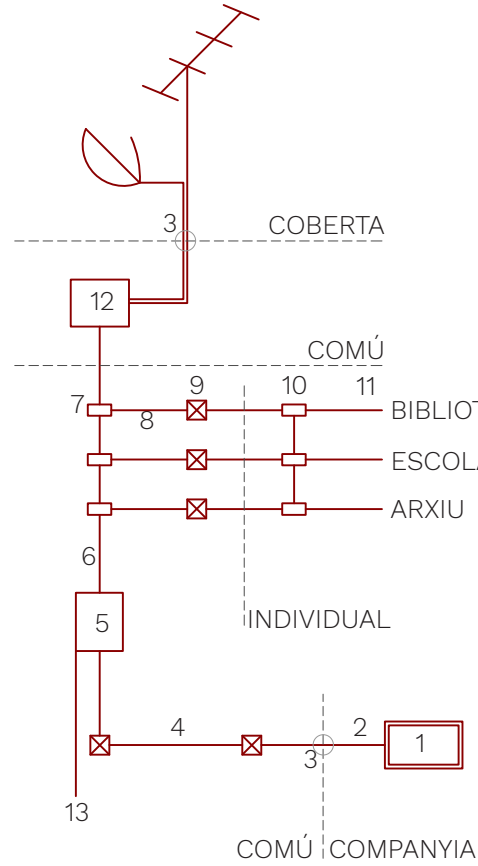 3
COBERTA
12
COMÚ
7
9
10
11
8
BIBLIOT
ESCOLA
ARXIU
6
5
INDIVIDUAL
4
2
3
1
13
COMÚ
COMPANYIA